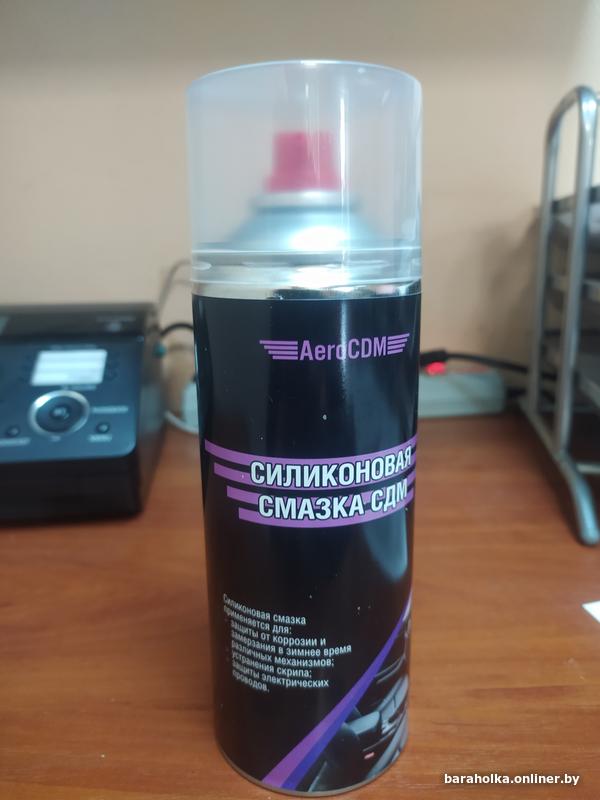 AeroCDM
СИЛИКОНОВАЯ
СМАЗКА СДМ
Силиконовая смазка
применяется для:
- защиты от коррозии и
замерзания в зимнее время
различных механизмов;
- устранения скрипа;
- защиты электрических
проводов.
baraholka.onliner.by